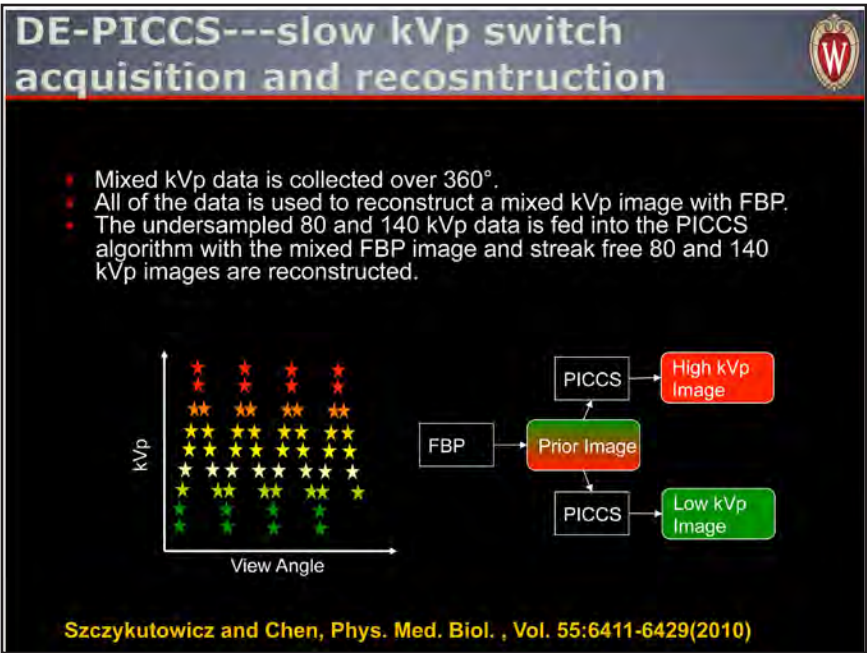 DE-PICCS---slow kVp switch
acquisition and recosntruction
W
Mixed kVp data is collected over 360°.
All of the data is used to reconstruct a mixed kVp image with FBP.
The undersampled 80 and 140 kVp data is fed into the PICCS
algorithm with the mixed FBP image and streak free 80 and 140
kVp images are reconstructed.
kVp
View Angle
FBP
Prior Image
PICCS
High kVp
Image
PICCS
Low kVp
Image
Szczykutowicz and Chen, Phys. Med. Biol. , Vol. 55:6411-6429(2010)